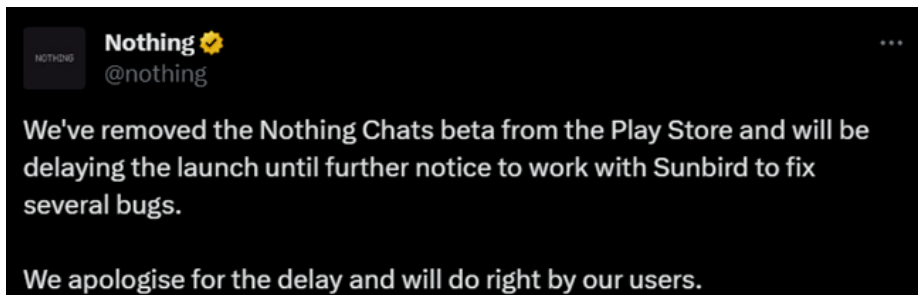 NOTHING
Nothing
@nothing
We've removed the Nothing Chats beta from the Play Store and will be
delaying the launch until further notice to work with Sunbird to fix
several bugs.
We apologise for the delay and will do right by our users.